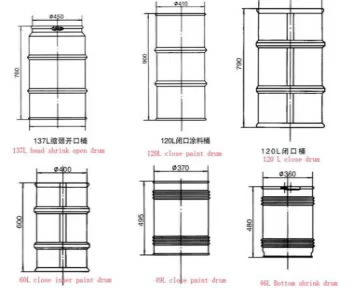 ø450
760
137L缩颈开口桶
137L head shrink open drum
ø410
900
120L闭口涂料桶
120L close paint drum
790
120L闭口桶
120 L close drum
ø400
600
60L close inner paint drum
ø370
495
49L close paint drum
ø360
480
46L Bottom shrink drum